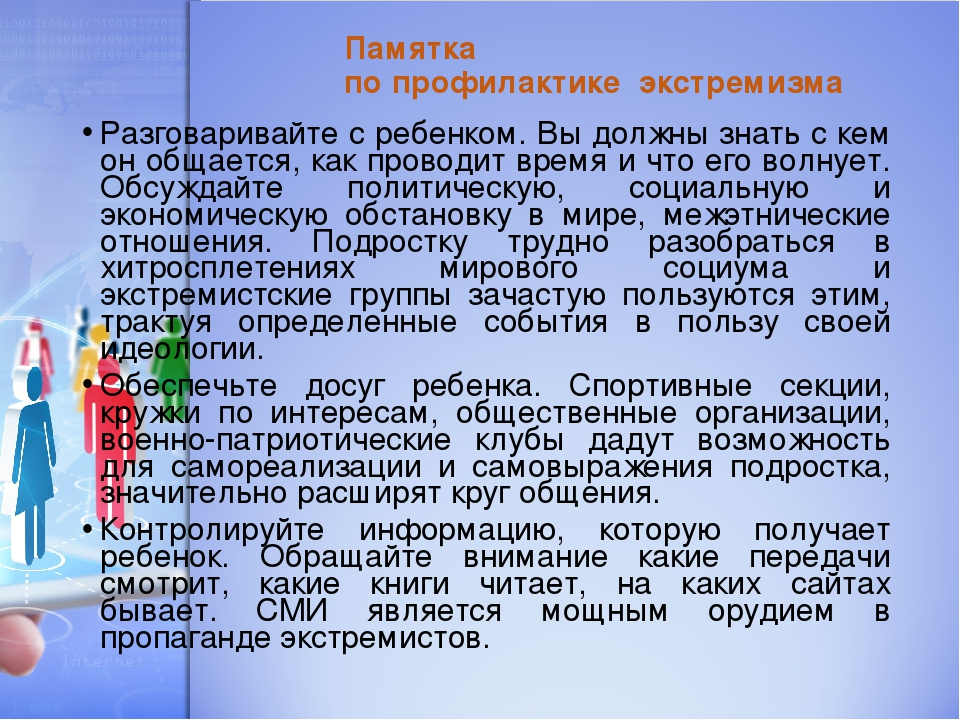 Памятка
по профилактике экстремизма
• Разговаривайте с ребенком. Вы должны знать с кем
он общается, как проводит время и что его волнует.
Обсуждайте политическую, социальную и
экономическую обстановку в мире, межэтнические
отношения. Подростку трудно разобраться в
хитросплетениях мирового социума и
экстремистские группы зачастую пользуются этим,
трактуя определенные события в пользу своей
идеологии.
• Обеспечьте досуг ребенка. Спортивные секции,
кружки по интересам, общественные организации,
военно-патриотические клубы дадут возможность
для самореализации и самовыражения подростка,
значительно расширят круг общения.
• Контролируйте информацию, которую получает
ребенок. Обращайте внимание какие передачи
смотрит, какие книги читает, на каких сайтах
бывает. СМИ является мощным орудием в
пропаганде экстремистов.
internet